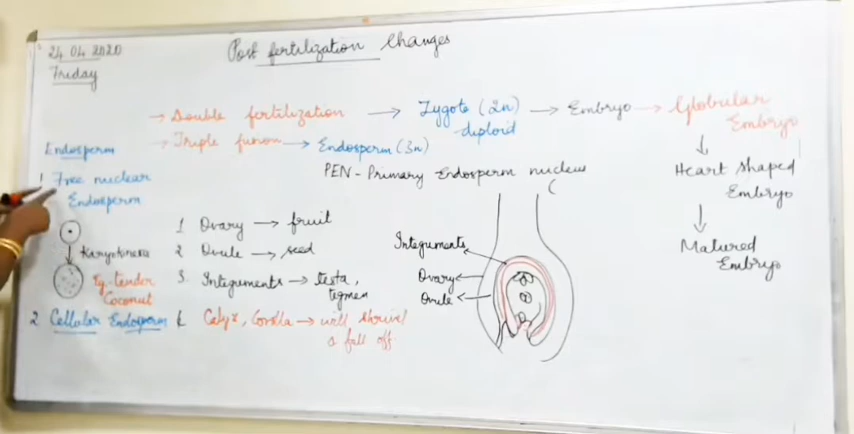 24.04.2020
Friday
Post fertilization changes
→ Double fertilization → Zygote (2n) → Embryo → Globular
diploid
Embryo
→ Triple fusion → Endosperm (3n)
PEN - Primary Endosperm nucleus
Heart shaped
Embryo
Matured
Embryo
Endosperm
1 Free nuclear
Endosperm
Karyokinesis
Eg-tender
Coconut
2 Cellular Endosperm
1 Ovary → fruit
2 Ovule → seed
3. Integuments → testa,
tegmen
Calyx, Corolla → will shrivel
& fall off
Integuments
Ovary
Ovule